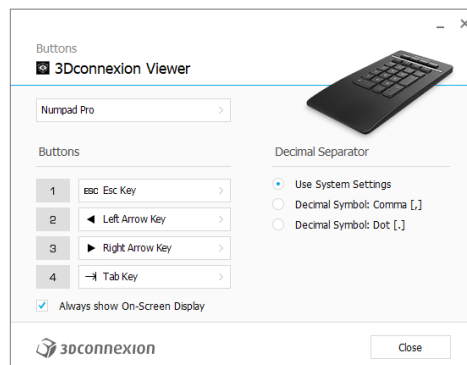 Buttons
3Dconnexion Viewer
Numpad Pro
Buttons
1 ESC Esc Key
2 Left Arrow Key
3 Right Arrow Key
4 Tab Key
Always show On-Screen Display
Decimal Separator
Use System Settings
Decimal Symbol: Comma [,]
Decimal Symbol: Dot [.]
3Dconnexion
Close